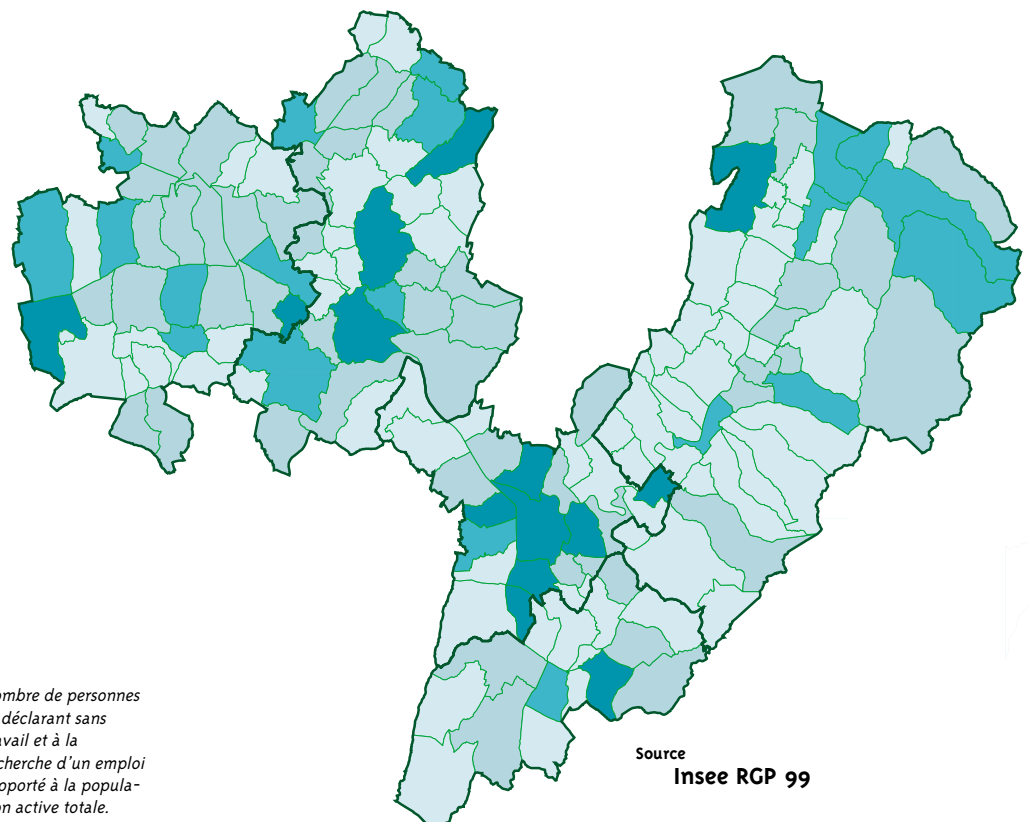 ombre de personnes
déclarant sans
avail et à la
cherche d'un emploi
oporté à la popula-
on active totale.
Source
Insee RGP 99